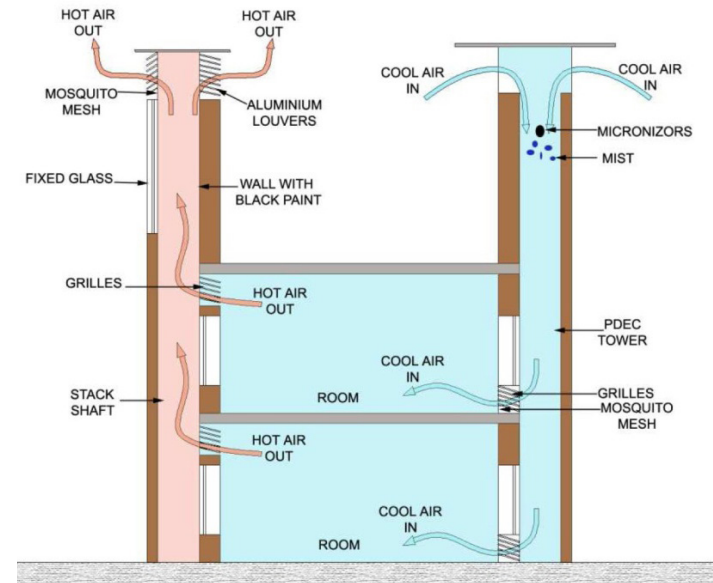 HOT AIR
OUT
HOT AIR
OUT
COOL AIR
IN
COOL AIR
IN
MOSQUITO
MESH
ALUMINIUM
LOUVERS
MICRONIZORS
MIST
FIXED GLASS
WALL WITH
BLACK PAINT
GRILLES
HOT AIR
OUT
PDEC
TOWER
COOL AIR
IN
STACK
SHAFT
ROOM
GRILLES
MOSQUITO
MESH
HOT AIR
OUT
COOL AIR
IN
ROOM